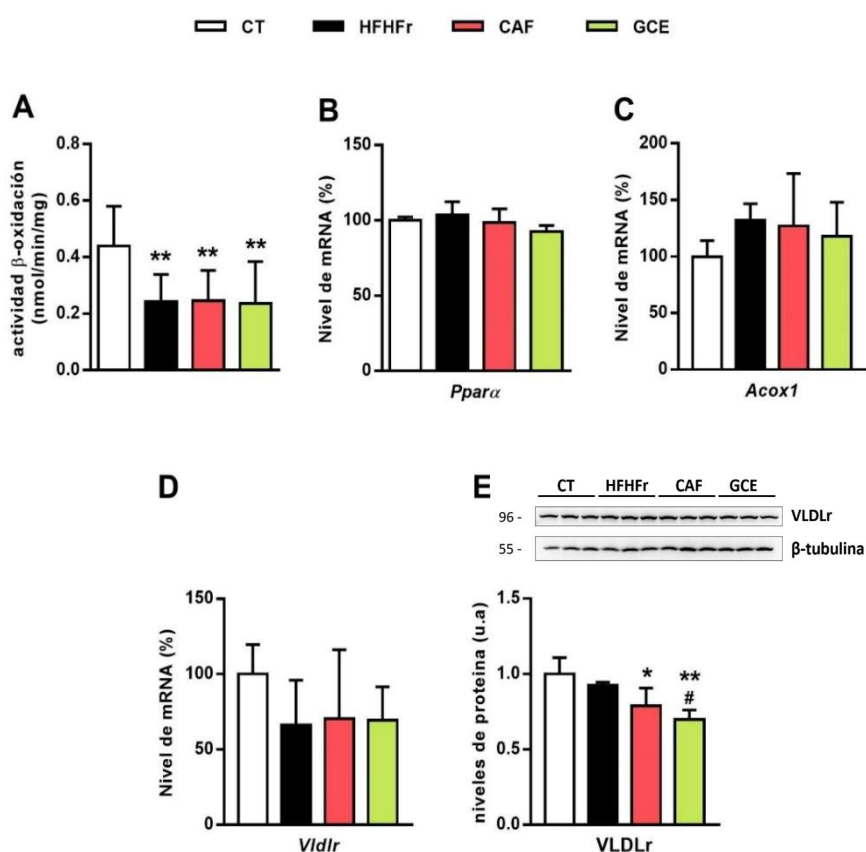 CT HFHFr CAF GCE
A
actividad β-oxidación
(nmol/min/mg)
0.8
0.6
0.4
0.2
0.0
**
**
**
B
Nivel de mRNA (%)
150
100
50
0
Pparα
C
Nivel de mRNA (%)
200
150
100
50
0
Acox1
D
Nivel de mRNA (%)
150
100
50
0
Vldlr
E
CT HFHFr CAF GCE
96 - VLDLr
55 - β-tubulina
niveles de proteina (u.a)
1.5
1.0
0.5
0.0
*
**
#
VLDLr